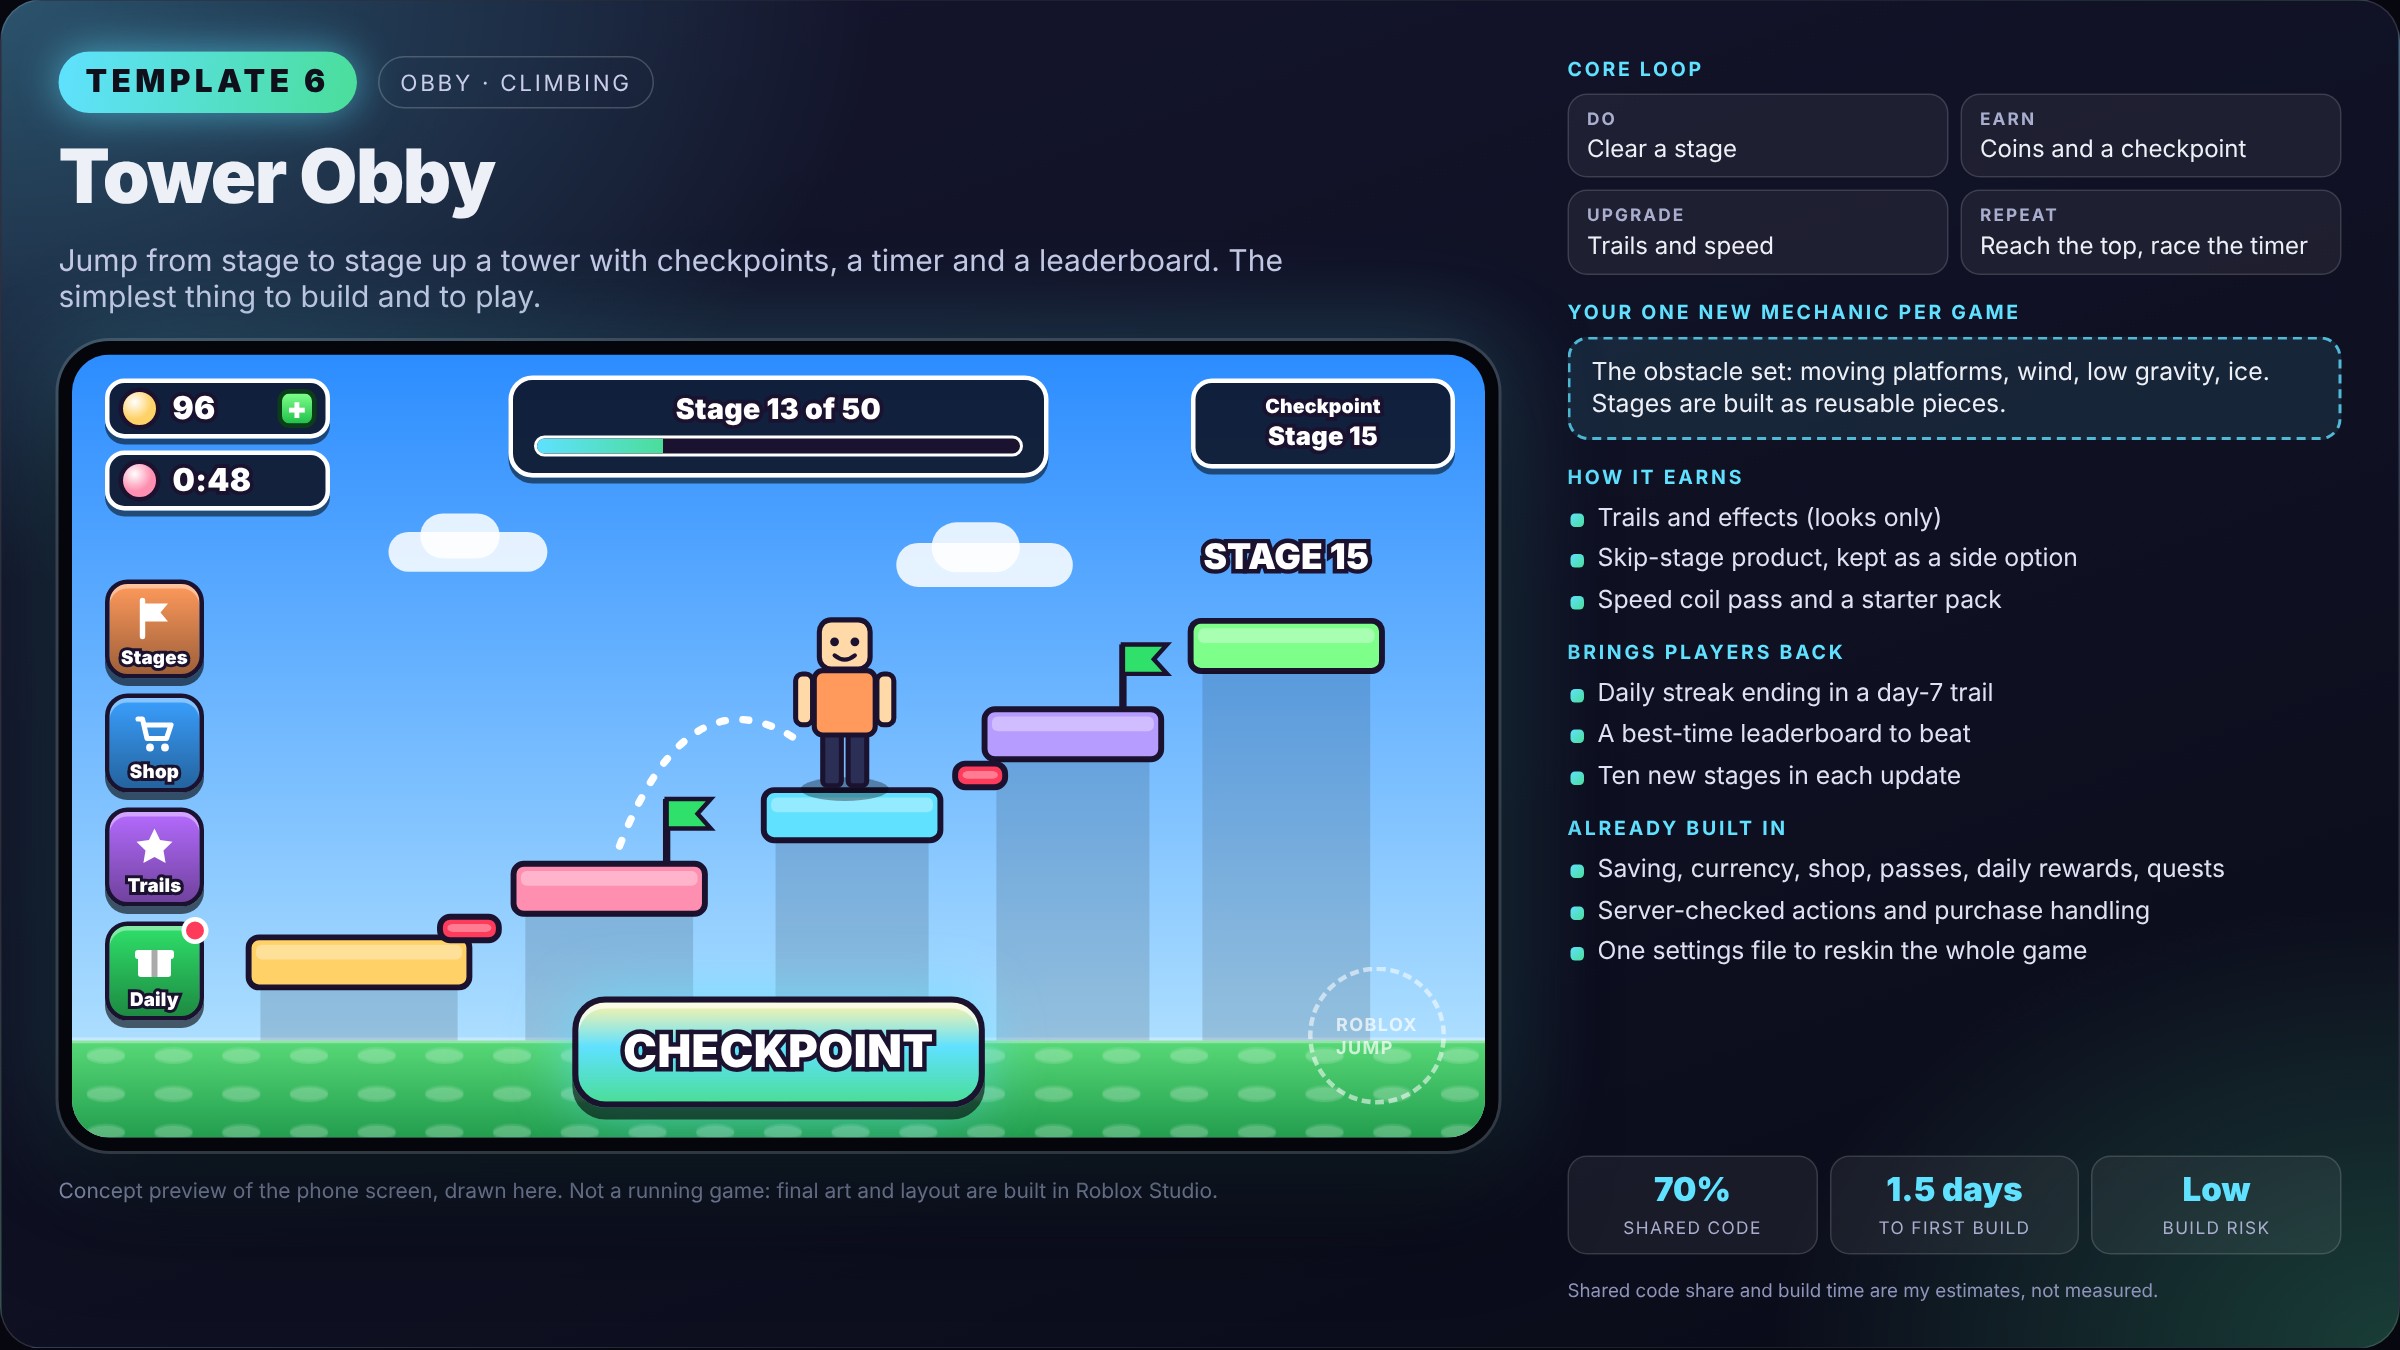 TEMPLATE 6
OBBY · CLIMBING
Tower Obby
Jump from stage to stage up a tower with checkpoints, a timer and a leaderboard. The
simplest thing to build and to play.
96
0:48
Stage 13 of 50
Checkpoint
Stage 15
STAGE 15
Stages
Shop
Trails
Daily
CHECKPOINT
ROBLOX
JUMP
Concept preview of the phone screen, drawn here. Not a running game: final art and layout are built in Roblox Studio.
CORE LOOP
DO
Clear a stage
EARN
Coins and a checkpoint
UPGRADE
Trails and speed
REPEAT
Reach the top, race the timer
YOUR ONE NEW MECHANIC PER GAME
The obstacle set: moving platforms, wind, low gravity, ice.
Stages are built as reusable pieces.
HOW IT EARNS
Trails and effects (looks only)
Skip-stage product, kept as a side option
Speed coil pass and a starter pack
BRINGS PLAYERS BACK
Daily streak ending in a day-7 trail
A best-time leaderboard to beat
Ten new stages in each update
ALREADY BUILT IN
Saving, currency, shop, passes, daily rewards, quests
Server-checked actions and purchase handling
One settings file to reskin the whole game
70%
SHARED CODE
1.5 days
TO FIRST BUILD
Low
BUILD RISK
Shared code share and build time are my estimates, not measured.